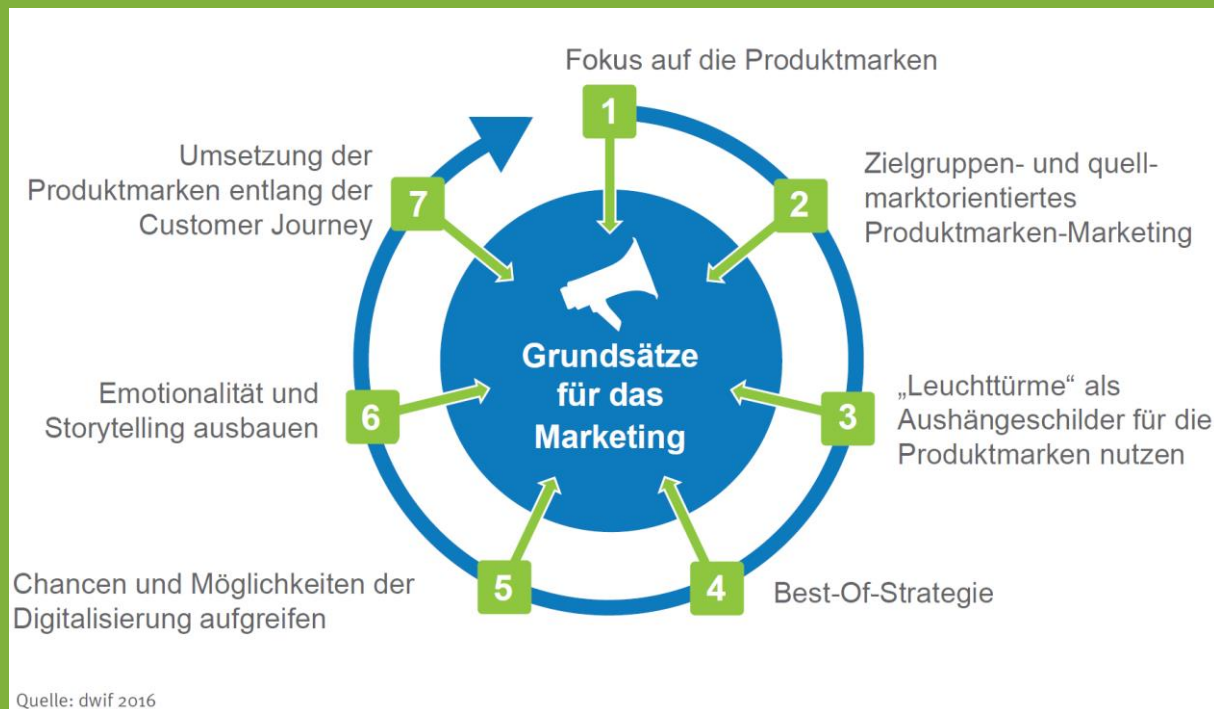 Fokus auf die Produktmarken
1
Zielgruppen- und quell-
marktorientiertes
Produktmarken-Marketing
2
„Leuchttürme“ als
Aushängeschilder für die
Produktmarken nutzen
3
Best-Of-Strategie
4
Chancen und Möglichkeiten der
Digitalisierung aufgreifen
5
Emotionalität und
Storytelling ausbauen
6
Umsetzung der
Produktmarken entlang der
Customer Journey
7
Grundsätze
für das
Marketing
Quelle: dwif 2016